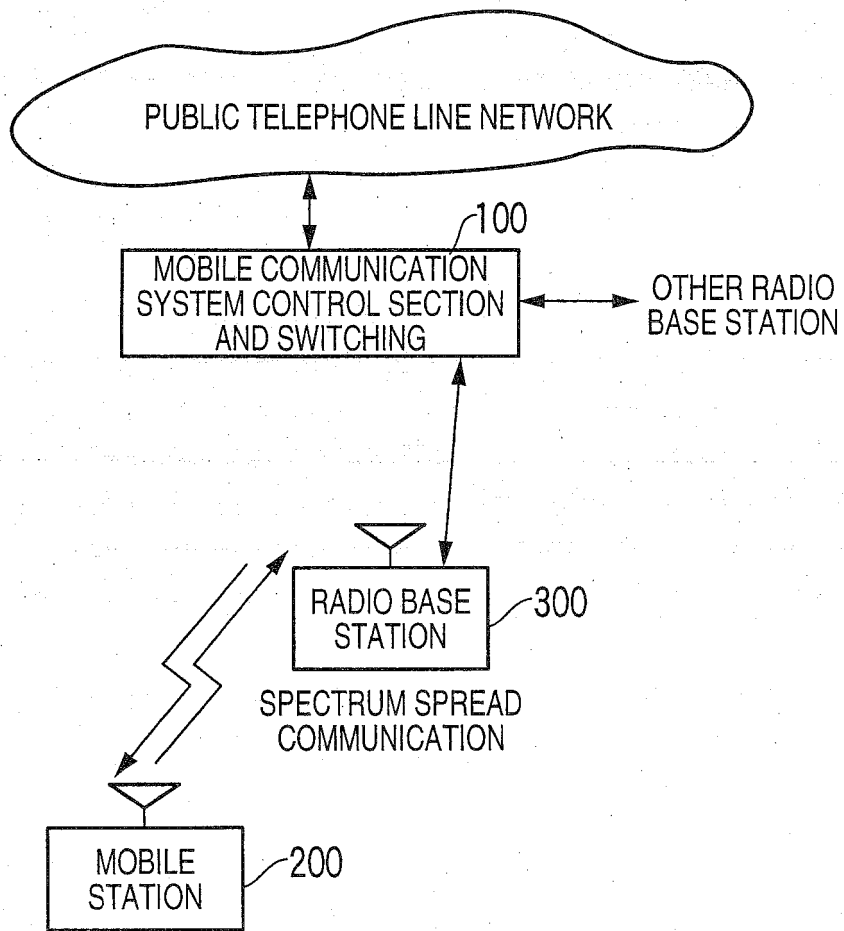 PUBLIC TELEPHONE LINE NETWORK
100
MOBILE COMMUNICATION
SYSTEM CONTROL SECTION
AND SWITCHING
OTHER RADIO
BASE STATION
RADIO BASE
STATION
300
SPECTRUM SPREAD
COMMUNICATION
MOBILE
STATION
200